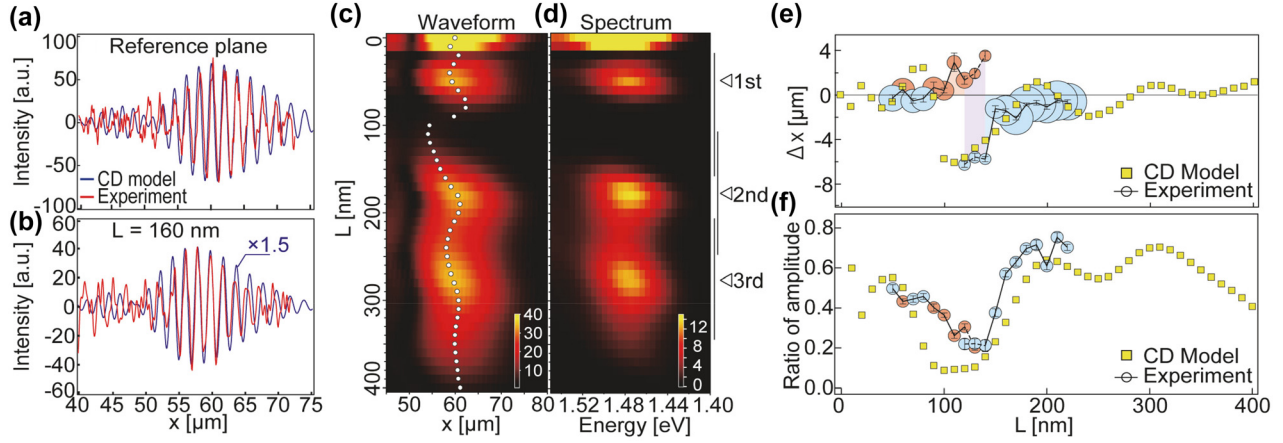 (a)
Reference plane
Intensity [a.u.]
100
50
0
-50
-100
CD model
Experiment
(b)
L = 160 nm
×1.5
Intensity [a.u.]
60
40
20
0
-20
-40
-60
40 45 50 55 60 65 70 75
x [µm]
(c) Waveform
L [nm]
0
100
200
300
400
40
30
20
10
60 80
x [µm]
(d) Spectrum
1st
2nd
3rd
12
8
4
0
1.52 1.48 1.44 1.40
Energy [eV]
(e)
Δx [µm]
4
0
-4
-8
CD Model
Experiment
(f)
Ratio of amplitude
0.8
0.6
0.4
0.2
0.0
CD Model
Experiment
0 100 200 300 400
L [nm]